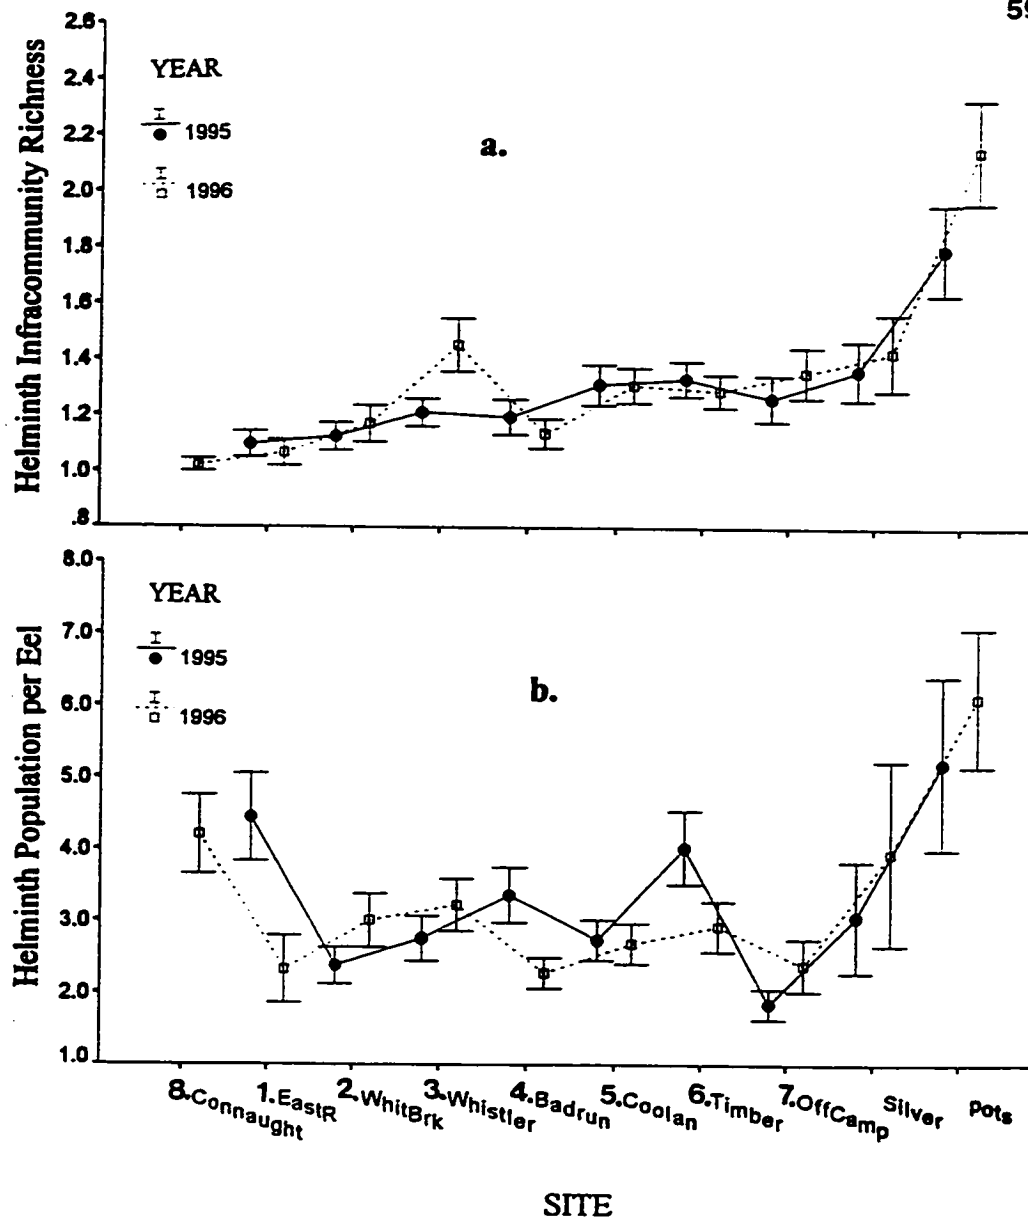 59
Helminth Infracommunity Richness
2.6
2.4
2.2
2.0
1.8
1.6
1.4
1.2
1.0
.8
YEAR
1995
1996
a.
Helminth Population per Eel
8.0
7.0
6.0
5.0
4.0
3.0
2.0
1.0
YEAR
1995
1996
b.
8.Connaught
1.EastR
2.WhitBrk
3.Whistler
4.Badrun
5.Coolan
6.Timber
7.OffCamp
Silver
Pots
SITE